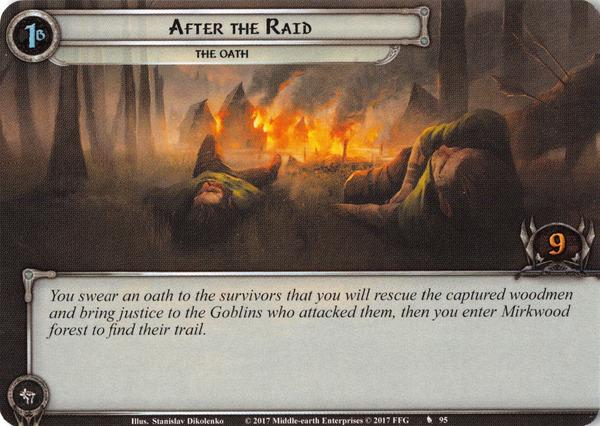 1B
AFTER THE RAID
THE OATH
9
You swear an oath to the survivors that you will rescue the captured woodmen
and bring justice to the Goblins who attacked them, then you enter Mirkwood
forest to find their trail.
Illus. Stanislav Dikolenko © 2017 Middle-earth Enterprises © 2017 FFG 95